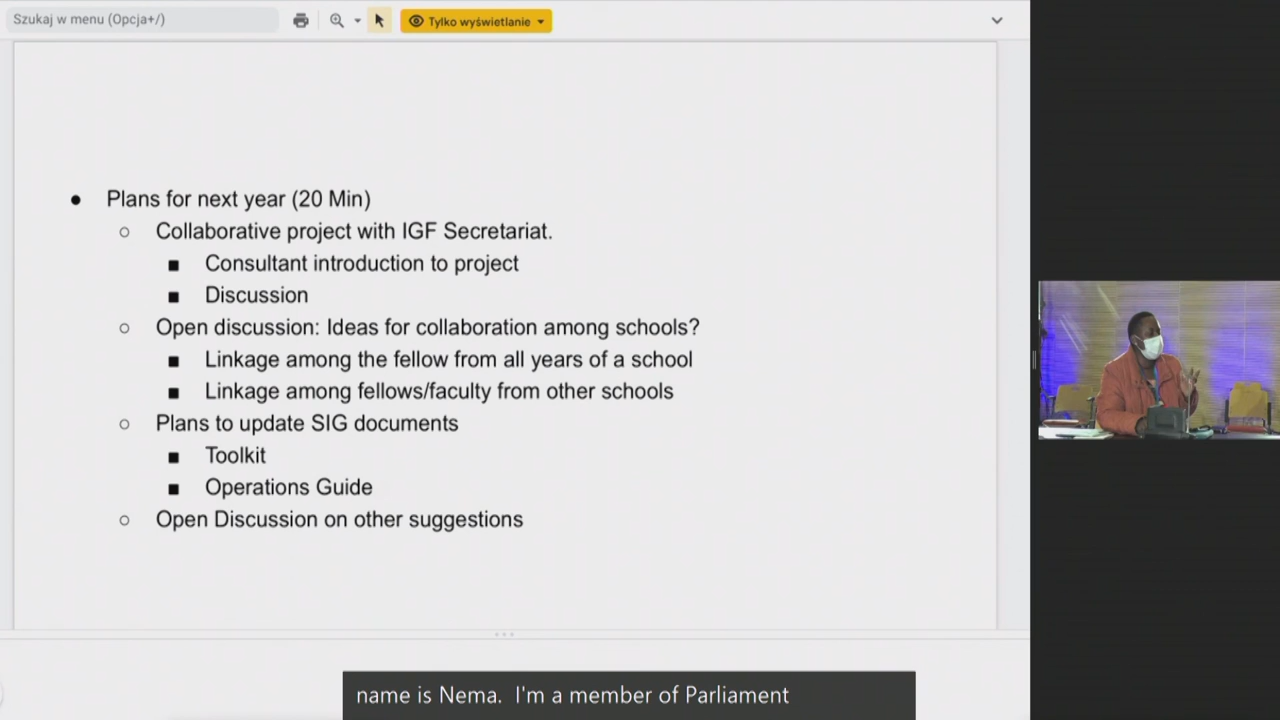 Szukaj w menu (Opcja+/)
Tylko wyświetlanie
● Plans for next year (20 Min)
○ Collaborative project with IGF Secretariat.
■ Consultant introduction to project
■ Discussion
○ Open discussion: Ideas for collaboration among schools?
■ Linkage among the fellow from all years of a school
■ Linkage among fellows/faculty from other schools
○ Plans to update SIG documents
■ Toolkit
■ Operations Guide
○ Open Discussion on other suggestions
name is Nema.  I'm a member of Parliament